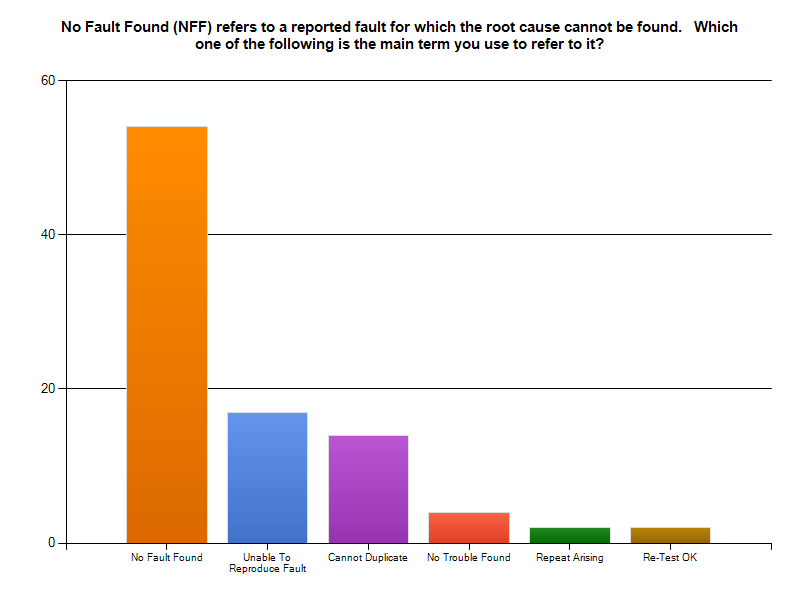 No Fault Found (NFF) refers to a reported fault for which the root cause cannot be found.   Which
one of the following is the main term you use to refer to it?
60
40
20
0
No Fault Found
Unable To
Reproduce Fault
Cannot Duplicate
No Trouble Found
Repeat Arising
Re-Test OK